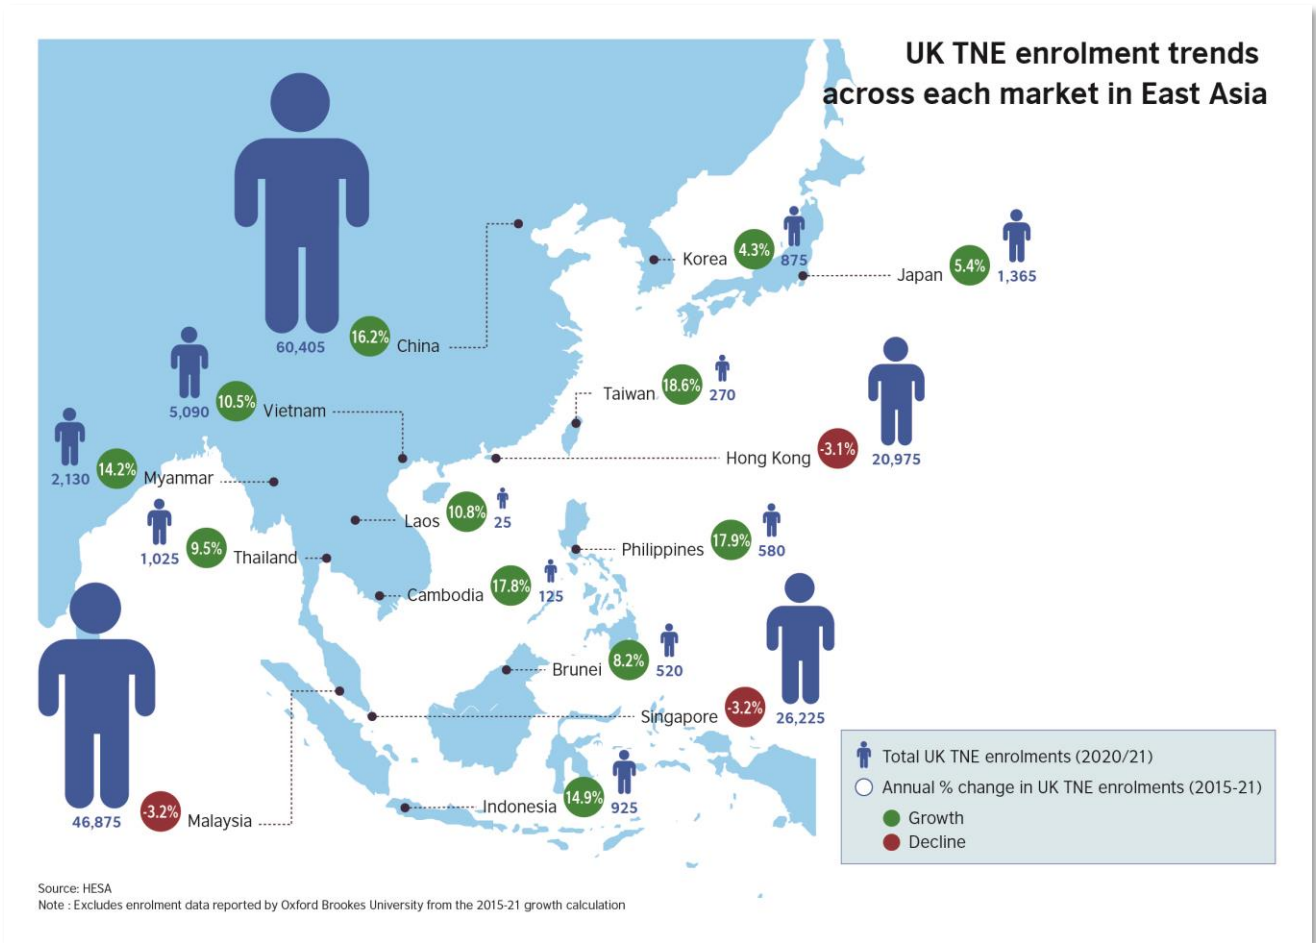 UK TNE enrolment trends
across each market in East Asia
Korea 4.3% 875
Japan 5.4% 1,365
60,405 16.2% China
5,090 10.5% Vietnam
Taiwan 18.6% 270
2,130 14.2% Myanmar
Hong Kong -3.1% 20,975
Laos 10.8% 25
1,025 9.5% Thailand
Philippines 17.9% 580
Cambodia 17.8% 125
Brunei 8.2% 520
Singapore -3.2% 26,225
46,875 -3.2% Malaysia
Indonesia 14.9% 925
Total UK TNE enrolments (2020/21)
Annual % change in UK TNE enrolments (2015-21)
Growth
Decline
Source: HESA
Note : Excludes enrolment data reported by Oxford Brookes University from the 2015-21 growth calculation